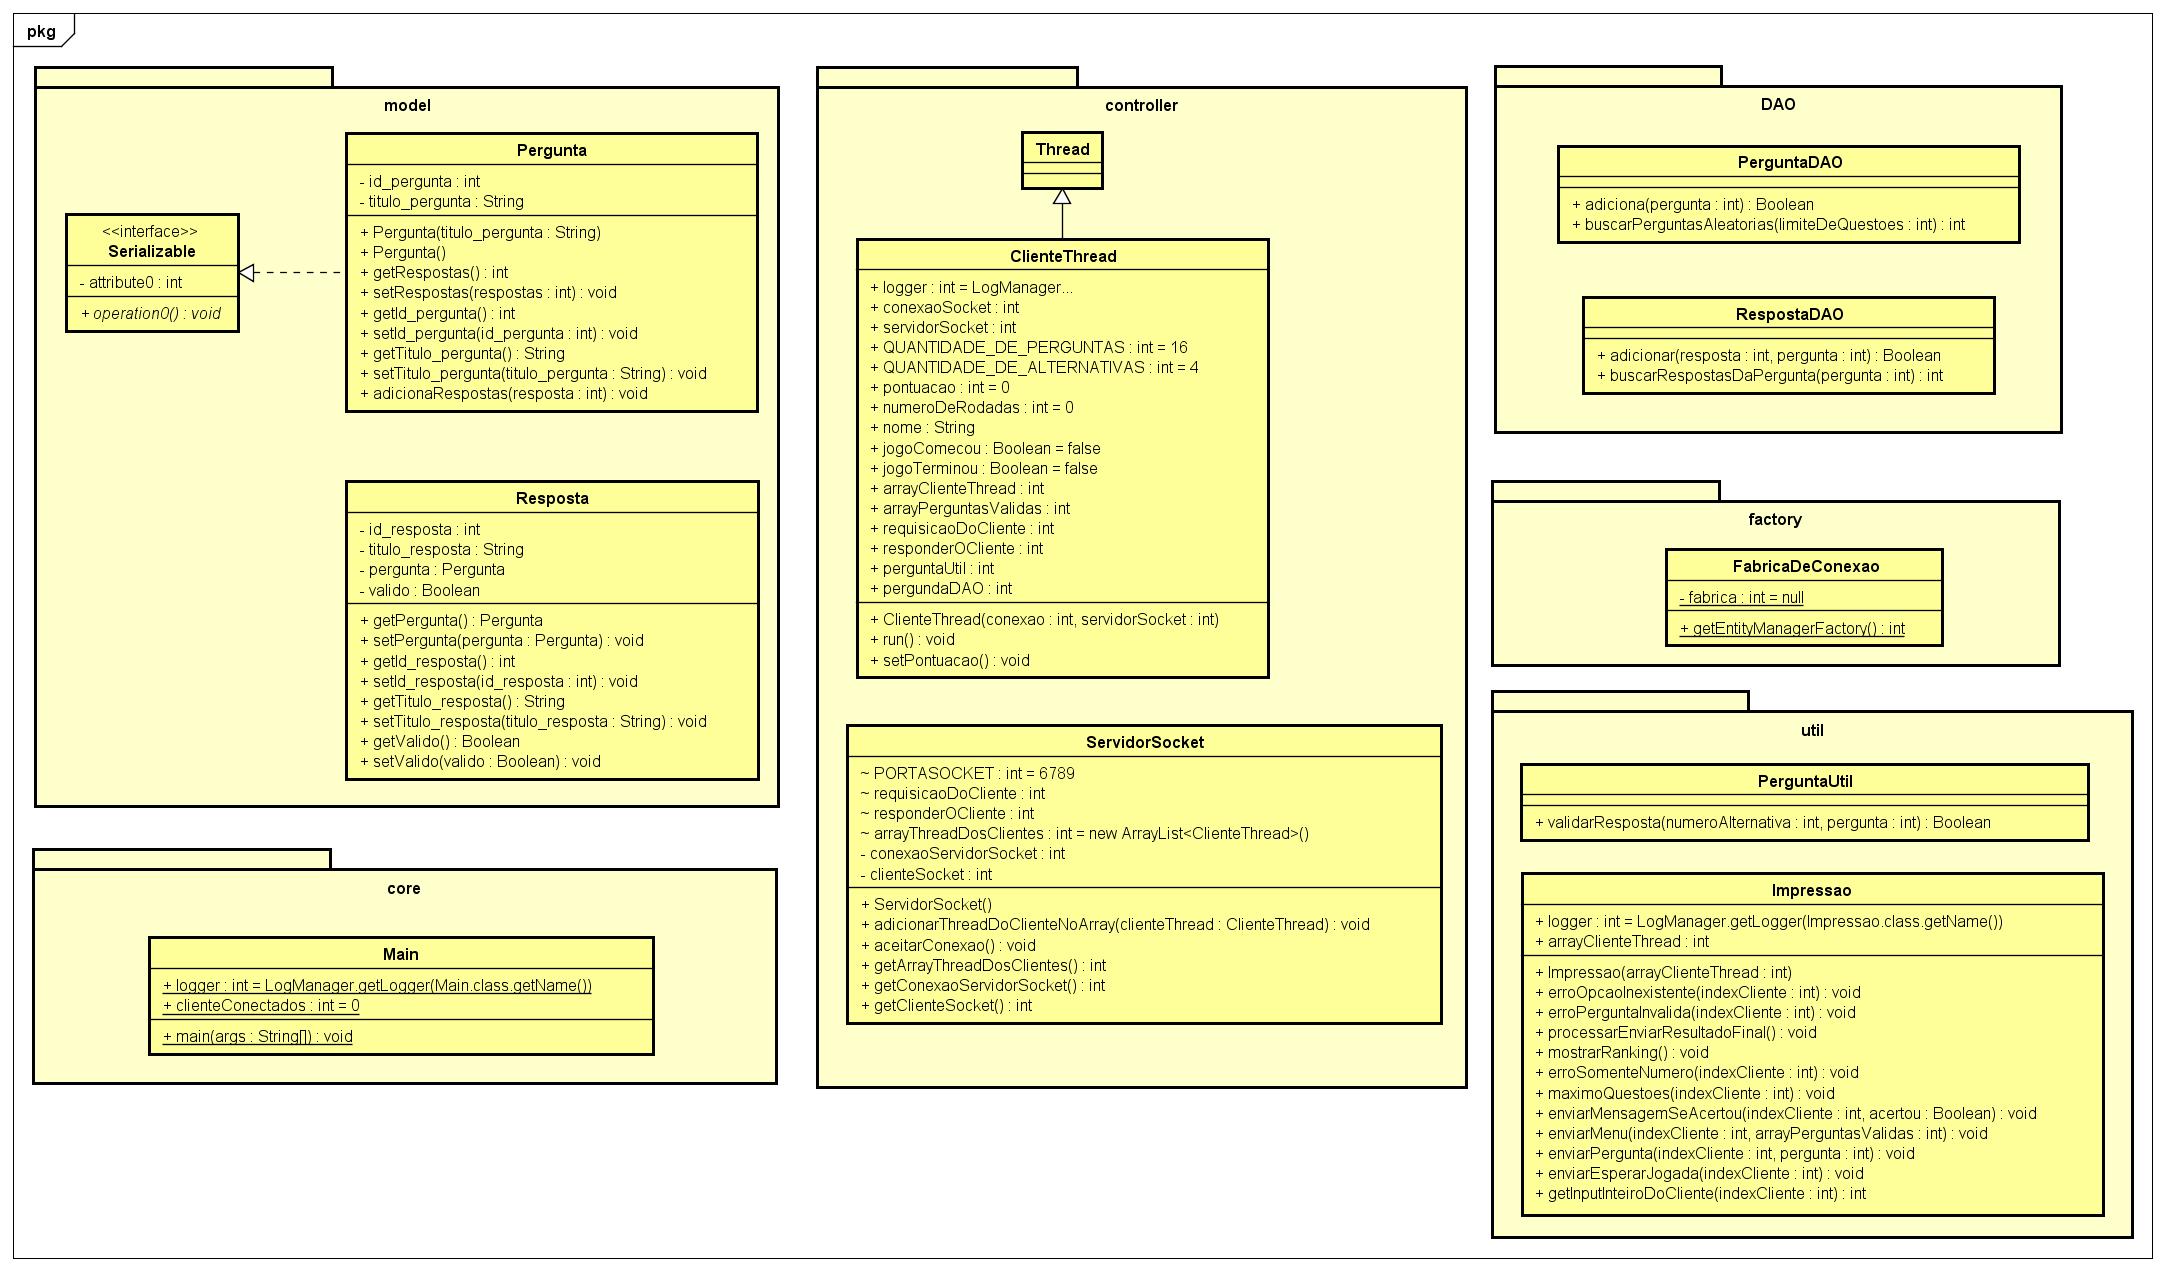 pkg
model
<<interface>>
Serializable
- attribute0 : int
+ operation0() : void
Pergunta
- id_pergunta : int
- titulo_pergunta : String
+ Pergunta(titulo_pergunta : String)
+ Pergunta()
+ getRespostas() : int
+ setRespostas(respostas : int) : void
+ getId_pergunta() : int
+ setId_pergunta(id_pergunta : int) : void
+ getTitulo_pergunta() : String
+ setTitulo_pergunta(titulo_pergunta : String) : void
+ adicionaRespostas(resposta : int) : void
Resposta
- id_resposta : int
- titulo_resposta : String
- pergunta : Pergunta
- valido : Boolean
+ getPergunta() : Pergunta
+ setPergunta(pergunta : Pergunta) : void
+ getId_resposta() : int
+ setId_resposta(id_resposta : int) : void
+ getTitulo_resposta() : String
+ setTitulo_resposta(titulo_resposta : String) : void
+ getValido() : Boolean
+ setValido(valido : Boolean) : void
core
Main
+ logger : int = LogManager.getLogger(Main.class.getName())
+ clienteConectados : int = 0
+ main(args : String[]) : void
controller
Thread
ClienteThread
+ logger : int = LogManager...
+ conexaoSocket : int
+ servidorSocket : int
+ QUANTIDADE_DE_PERGUNTAS : int = 16
+ QUANTIDADE_DE_ALTERNATIVAS : int = 4
+ pontuacao : int = 0
+ numeroDeRodadas : int = 0
+ nome : String
+ jogoComecou : Boolean = false
+ jogoTerminou : Boolean = false
+ arrayClienteThread : int
+ arrayPerguntasValidas : int
+ requisicaoDoCliente : int
+ responderOCliente : int
+ perguntaUtil : int
+ pergundaDAO : int
+ ClienteThread(conexao : int, servidorSocket : int)
+ run() : void
+ setPontuacao() : void
ServidorSocket
~ PORTASOCKET : int = 6789
~ requisicaoDoCliente : int
~ responderOCliente : int
~ arrayThreadDosClientes : int = new ArrayList<ClienteThread>()
- conexaoServidorSocket : int
- clienteSocket : int
+ ServidorSocket()
+ adicionarThreadDoClienteNoArray(clienteThread : ClienteThread) : void
+ aceitarConexao() : void
+ getArrayThreadDosClientes() : int
+ getConexaoServidorSocket() : int
+ getClienteSocket() : int
DAO
PerguntaDAO
+ adiciona(pergunta : int) : Boolean
+ buscarPerguntasAleatorias(limiteDeQuestoes : int) : int
RespostaDAO
+ adicionar(resposta : int, pergunta : int) : Boolean
+ buscarRespostasDaPergunta(pergunta : int) : int
factory
FabricaDeConexao
- fabrica : int = null
+ getEntityManagerFactory() : int
util
PerguntaUtil
+ validarResposta(numeroAlternativa : int, pergunta : int) : Boolean
Impressao
+ logger : int = LogManager.getLogger(Impressao.class.getName())
+ arrayClienteThread : int
+ Impressao(arrayClienteThread : int)
+ erroOpcaoInexistente(indexCliente : int) : void
+ erroPerguntaInvalida(indexCliente : int) : void
+ processarEnviarResultadoFinal() : void
+ mostrarRanking() : void
+ erroSomenteNumero(indexCliente : int) : void
+ maximoQuestoes(indexCliente : int) : void
+ enviarMensagemSeAcertou(indexCliente : int, acertou : Boolean) : void
+ enviarMenu(indexCliente : int, arrayPerguntasValidas : int) : void
+ enviarPergunta(indexCliente : int, pergunta : int) : void
+ enviarEsperarJogada(indexCliente : int) : void
+ getInputInteiroDoCliente(indexCliente : int) : int